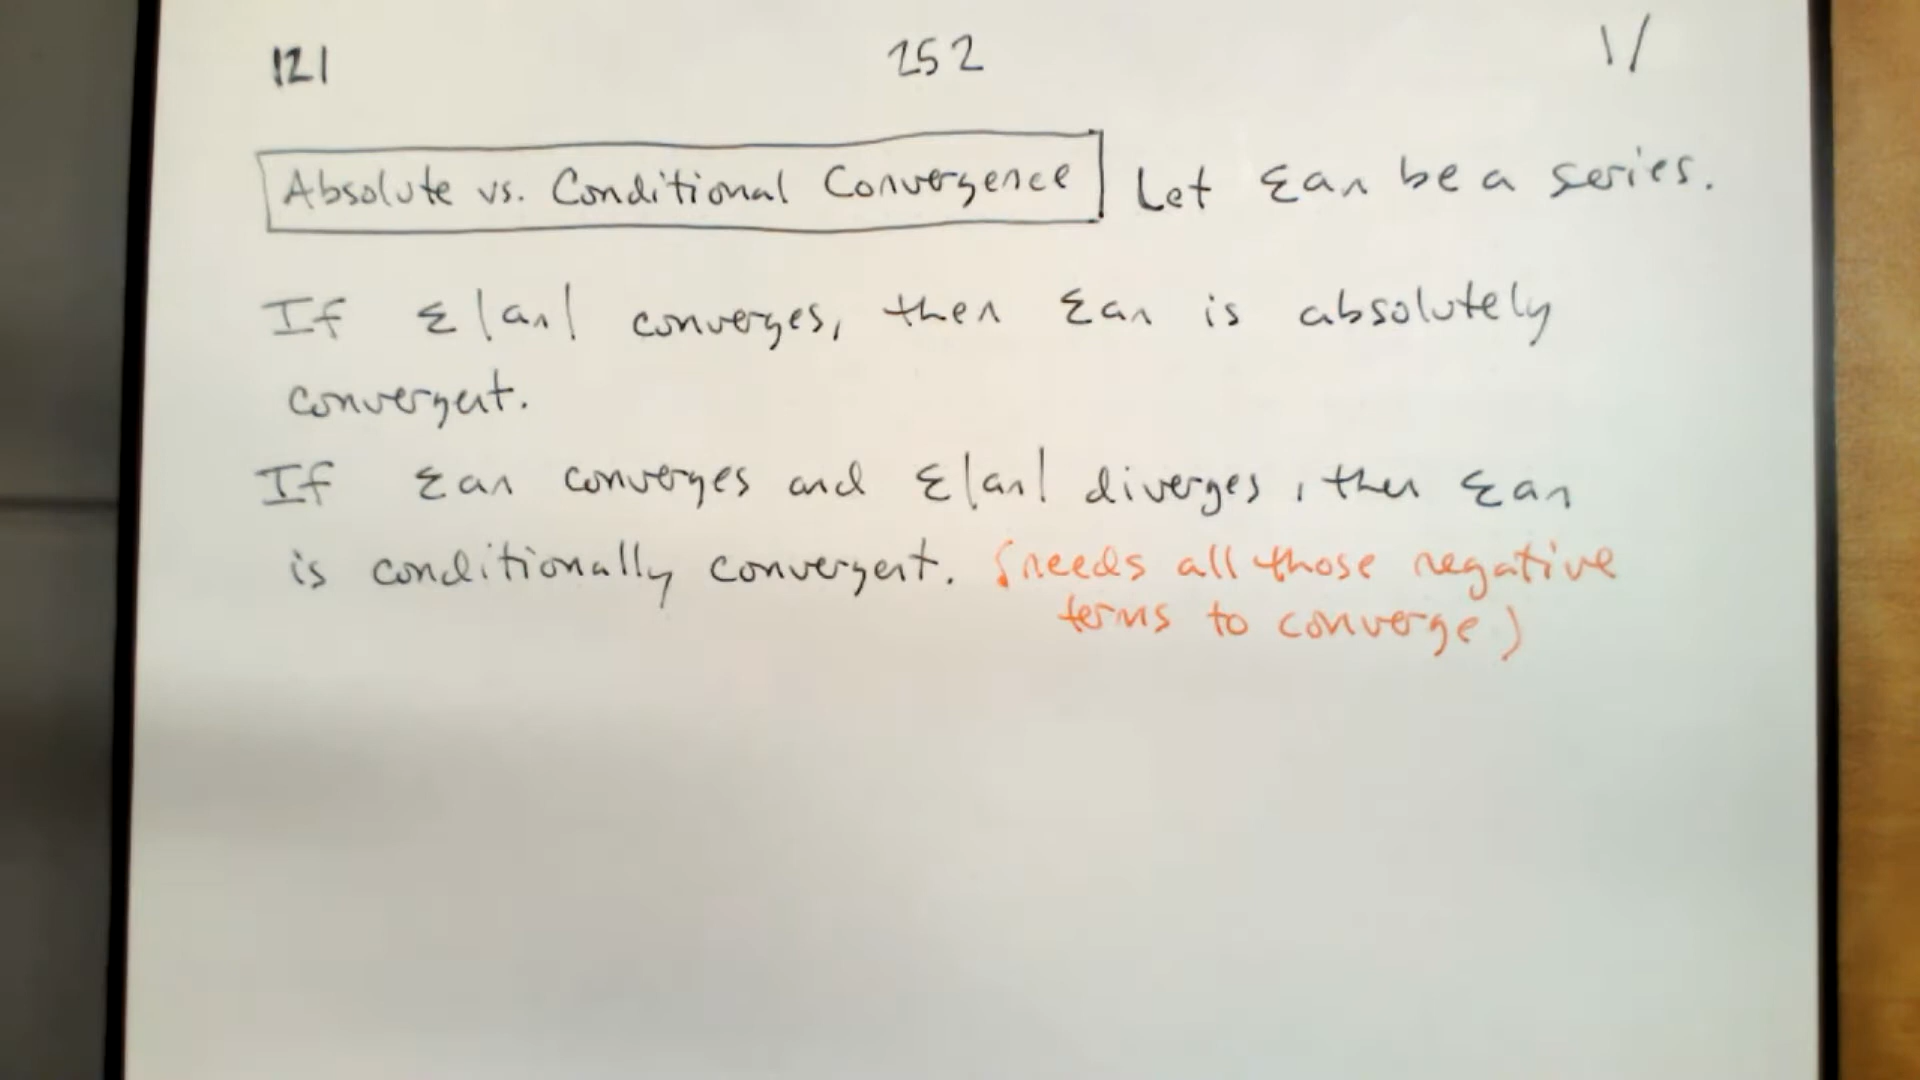 121 252 1/
Absolute vs. Conditional Convergence Let Σan be a series.
If Σ|an| converges, then Σan is absolutely
convergent.
If Σan converges and Σ|an| diverges, then Σan
is conditionally convergent. (needs all those negative
terms to converge)